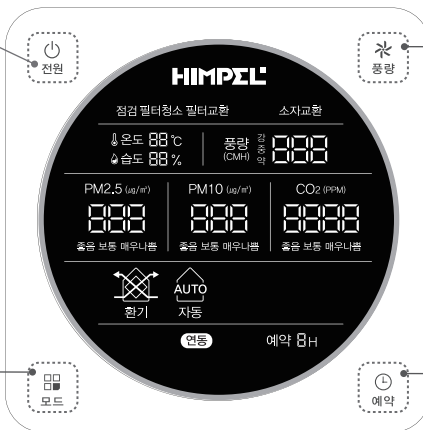 전원
풍량
HIMPEL
점검 필터청소 필터교환 소자교환
온도 88 ℃
습도 88 %
풍량
(CMH)
강
중
약
888
PM2.5 (㎍/㎥)
PM10 (㎍/㎥)
CO2 (PPM)
888
888
8888
좋음 보통 매우나쁨
좋음 보통 매우나쁨
좋음 보통 매우나쁨
AUTO
환기
자동
연동
예약 8H
모드
예약